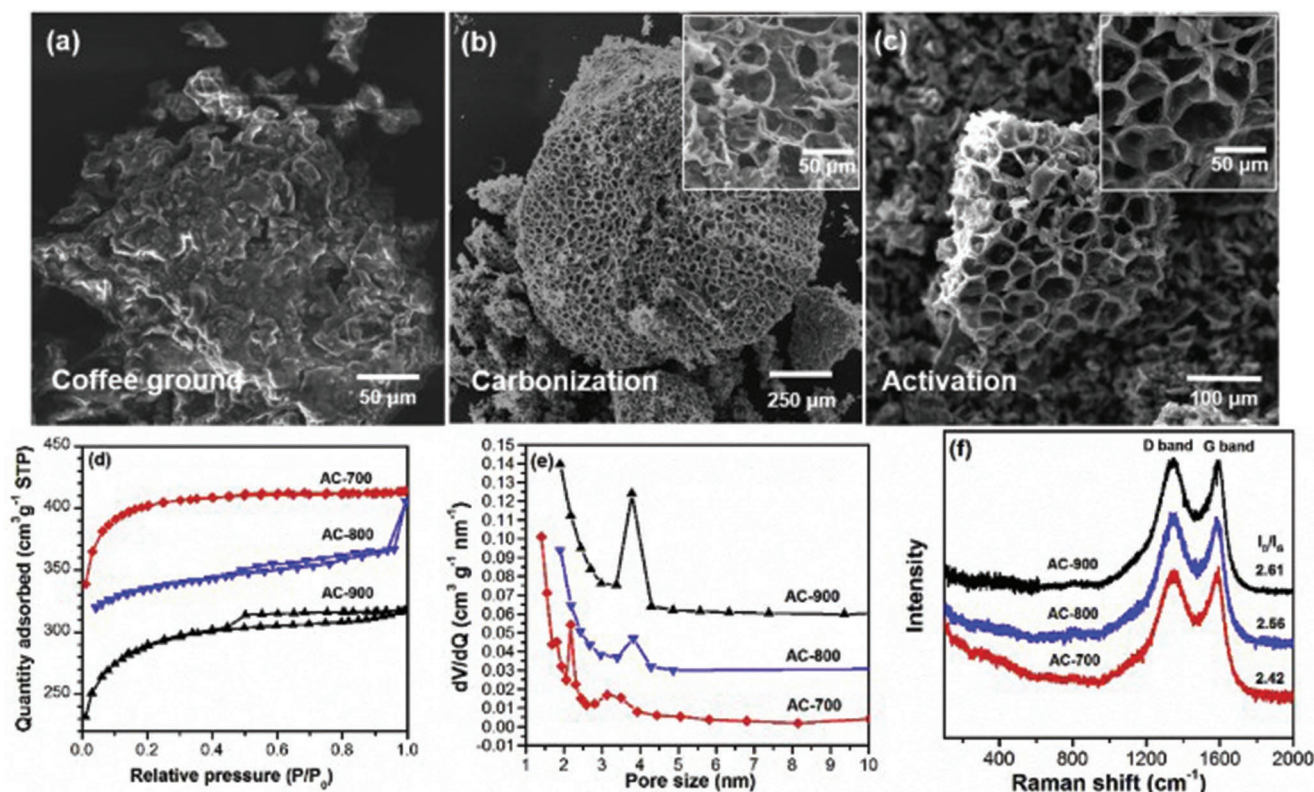 (a)
Coffee ground
50 μm
(b)
50 μm
Carbonization
250 μm
(c)
50 μm
Activation
100 μm
(d)
Quantity adsorbed (cm³g⁻¹ STP)
450
400
350
300
250
AC-700
AC-800
AC-900
0.0
0.2
0.4
0.6
0.8
1.0
Relative pressure (P/P₀)
(e)
dV/dQ (cm³ g⁻¹ nm⁻¹)
0.15
0.14
0.13
0.12
0.11
0.10
0.09
0.08
0.07
0.06
0.05
0.04
0.03
0.02
0.01
0.00
-0.01
AC-900
AC-800
AC-700
1
2
3
4
5
6
7
8
9
10
Pore size (nm)
(f)
D band
G band
Intensity
I_D/I_G
AC-900
2.61
AC-800
2.56
AC-700
2.42
400
800
1200
1600
2000
Raman shift (cm⁻¹)